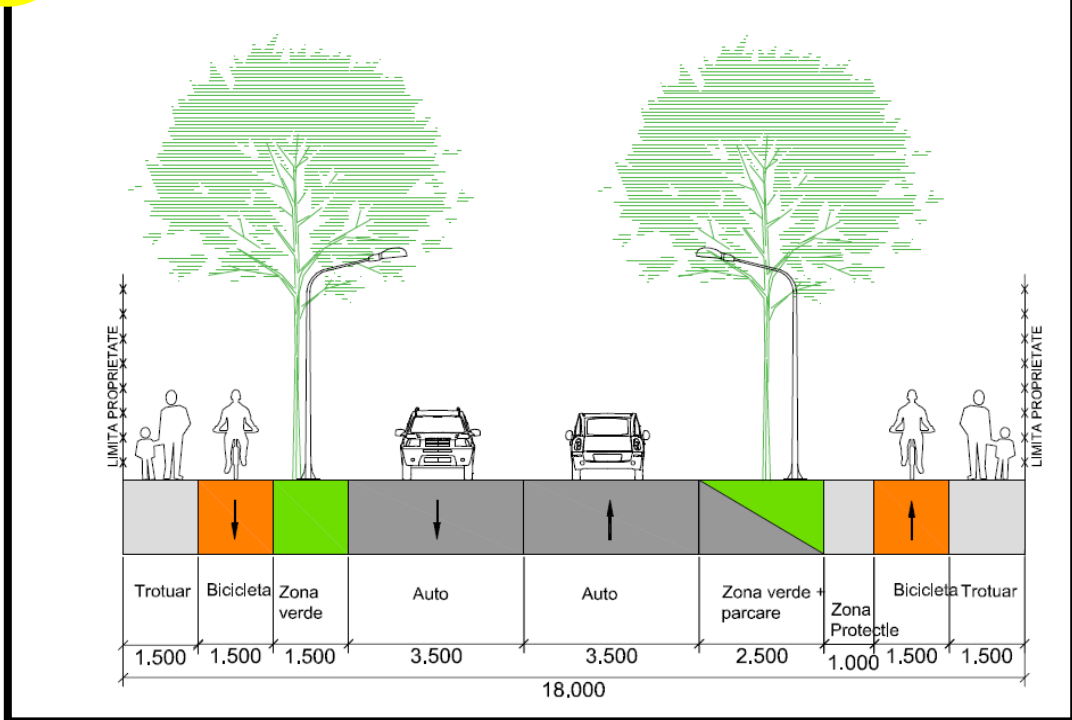 LIMITA PROPRIETATE
LIMITA PROPRIETATE
Trotuar
Bicicleta
Zona
verde
Auto
Auto
Zona verde +
parcare
Zona
Protectie
Bicicleta
Trotuar
1.500
1.500
1.500
3.500
3.500
2.500
1.000
1.500
1.500
18.000